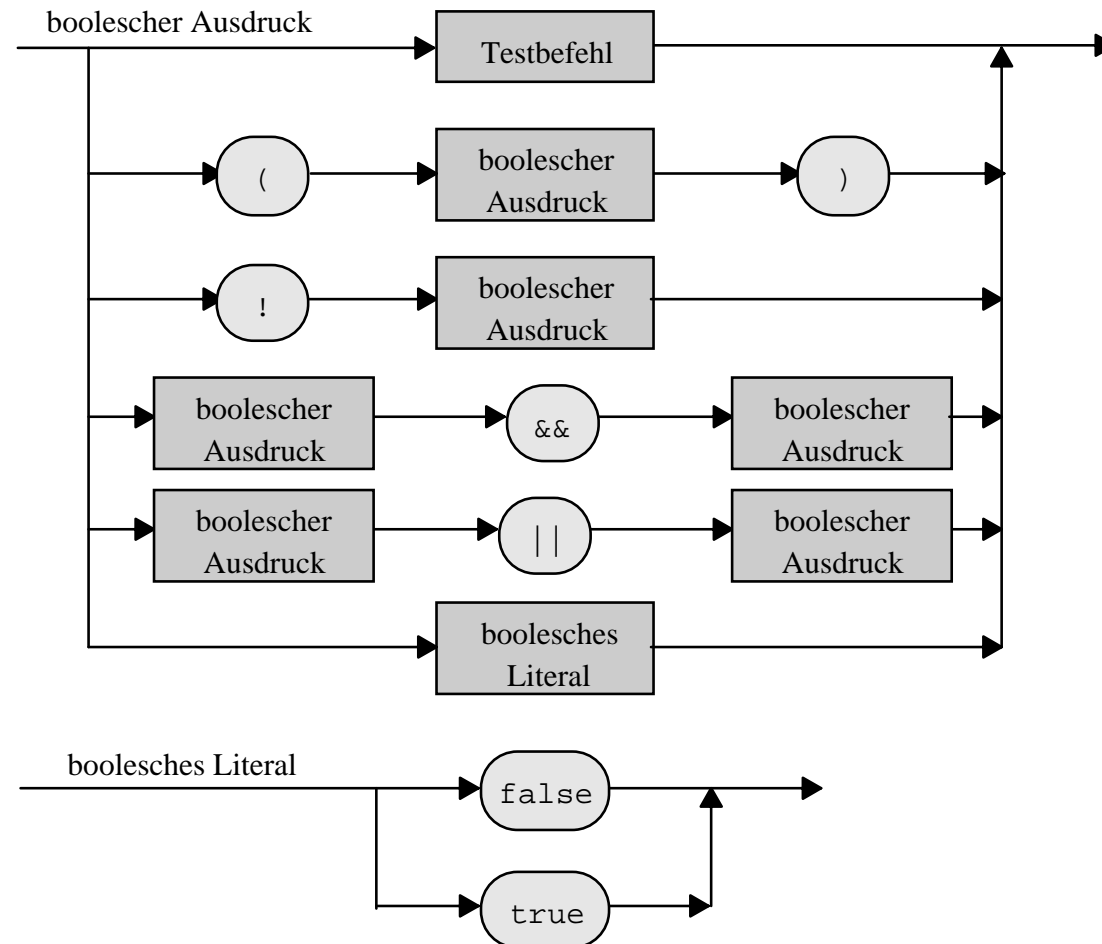 boolescher Ausdruck
Testbefehl
(
boolescher
Ausdruck
)
!
boolescher
Ausdruck
boolescher
Ausdruck
&&
boolescher
Ausdruck
boolescher
Ausdruck
||
boolescher
Ausdruck
boolesches
Literal
boolesches Literal
false
true